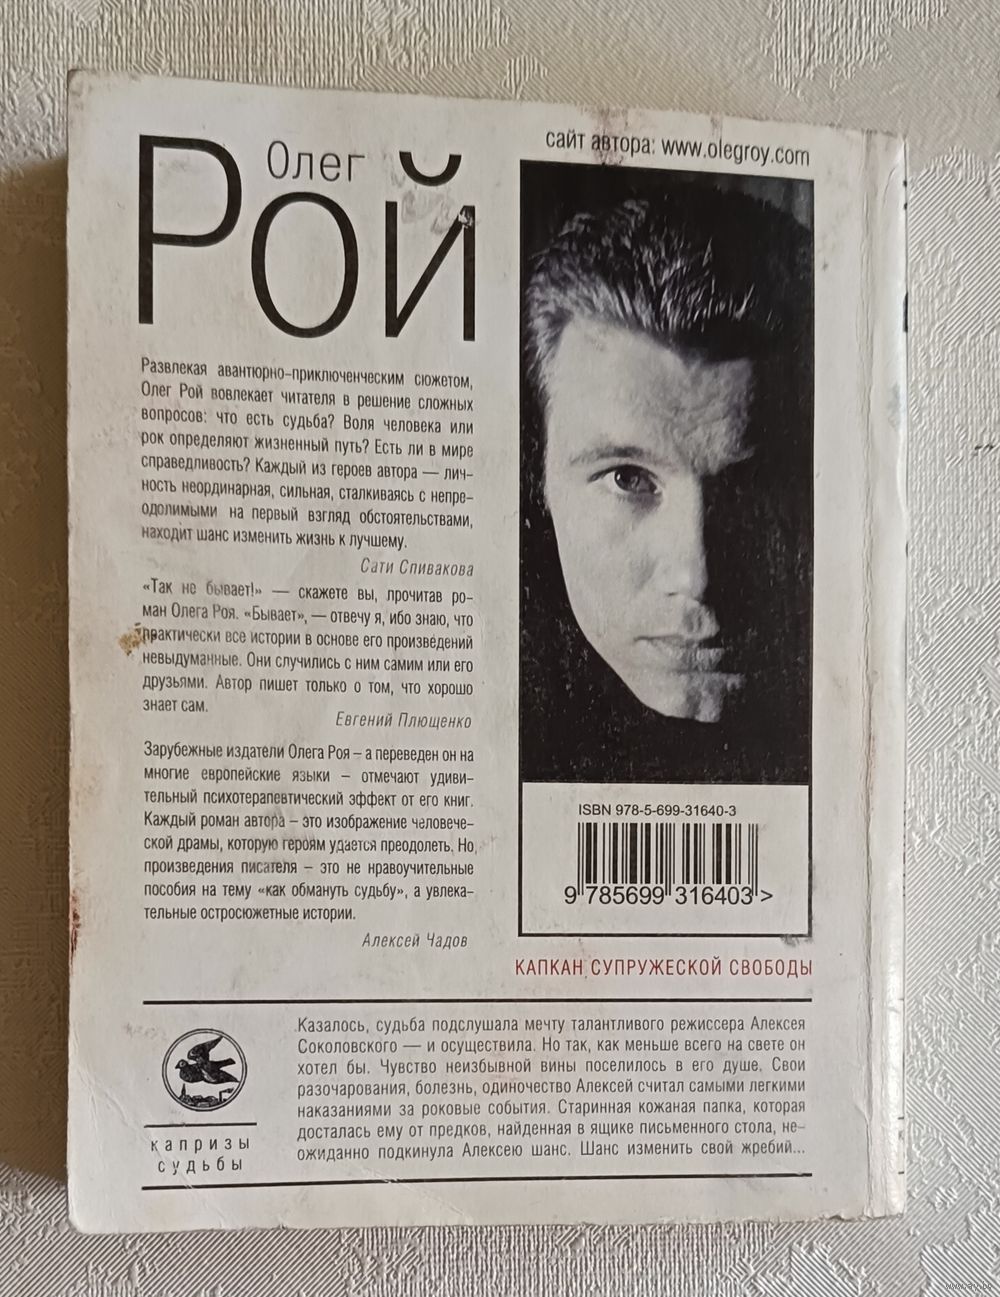 Олег
Рой
сайт автора: www.olegroy.com
Развлекая авантюрно-приключенческим сюжетом,
Олег Рой вовлекает читателя в решение сложных
вопросов: что есть судьба? Воля человека или
рок определяют жизненный путь? Есть ли в мире
справедливость? Каждый из героев автора — лич-
ность неординарная, сильная, сталкиваясь с непре-
одолимыми на первый взгляд обстоятельствами,
находит шанс изменить жизнь к лучшему.
Сати Спивакова
«Так не бывает!» — скажете вы, прочитав ро-
ман Олега Роя. «Бывает», — отвечу я, ибо знаю, что
практически все истории в основе его произведений
невыдуманные. Они случились с ним самим или его
друзьями. Автор пишет только о том, что хорошо
знает сам.
Евгений Плющенко
Зарубежные издатели Олега Роя – а переведен он на
многие европейские языки – отмечают удиви-
тельный психотерапевтический эффект от его книг.
Каждый роман автора – это изображение человече-
ской драмы, которую героям удается преодолеть. Но,
произведения писателя – это не нравоучительные
пособия на тему «как обмануть судьбу», а увлека-
тельные остросюжетные истории.
Алексей Чадов
ISBN 978-5-699-31640-3
9 785699 316403 >
КАПКАН СУПРУЖЕСКОЙ СВОБОДЫ
Казалось, судьба подслушала мечту талантливого режиссера Алексея
Соколовского — и осуществила. Но так, как меньше всего на свете он
хотел бы. Чувство неизбывной вины поселилось в его душе. Свои
разочарования, болезнь, одиночество Алексей считал самыми легкими
наказаниями за роковые события. Старинная кожаная папка, которая
досталась ему от предков, найденная в ящике письменного стола, не-
ожиданно подкинула Алексею шанс. Шанс изменить свой жребий...
капризы
судьбы